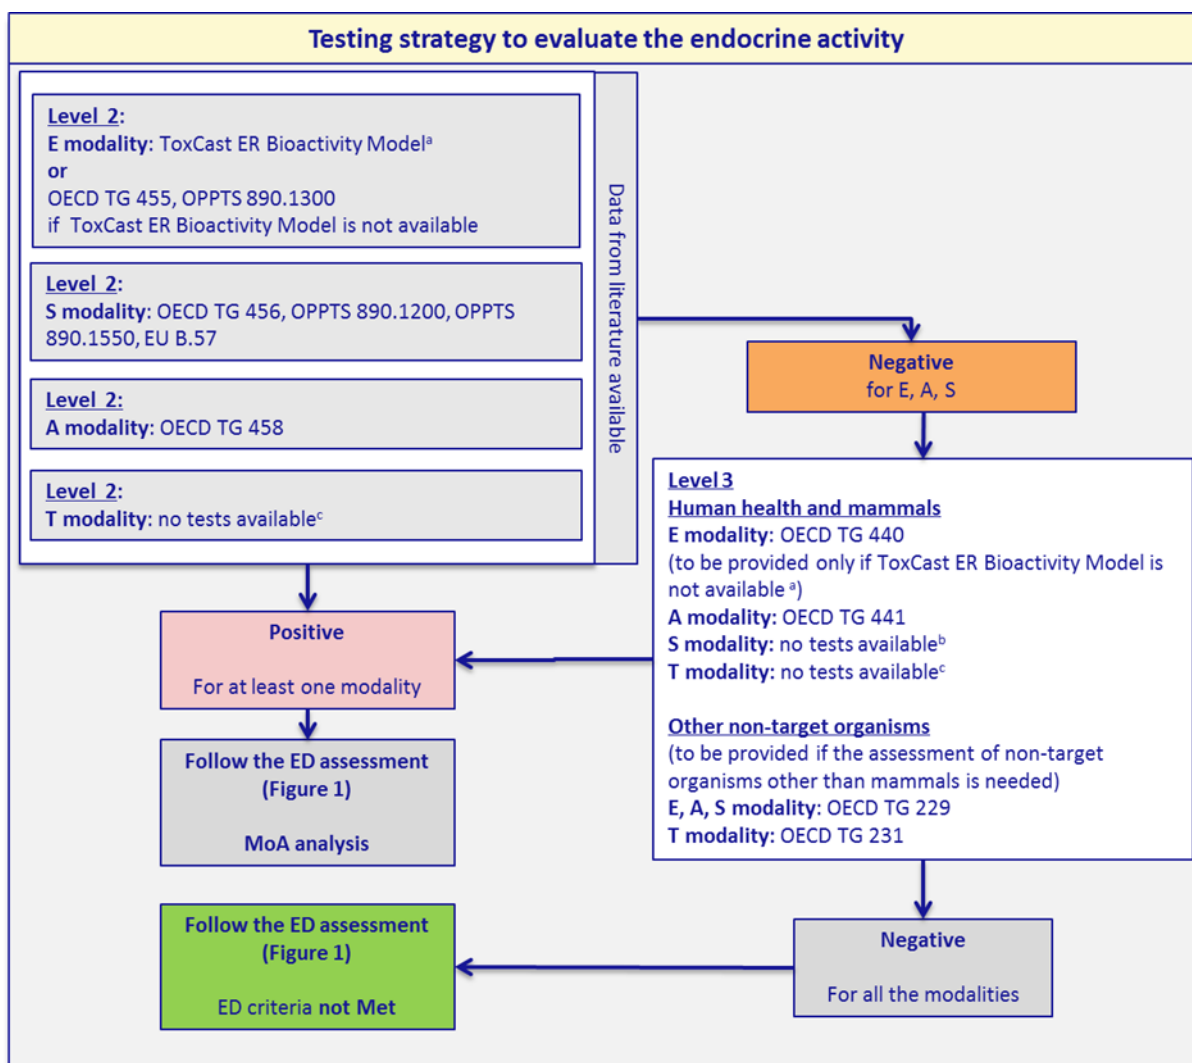 Testing strategy to evaluate the endocrine activity
Level 2:
E modality: ToxCast ER Bioactivity Modelᵃ
or
OECD TG 455, OPPTS 890.1300
if ToxCast ER Bioactivity Model is not available
Level 2:
S modality: OECD TG 456, OPPTS 890.1200, OPPTS
890.1550, EU B.57
Level 2:
A modality: OECD TG 458
Level 2:
T modality: no tests availableᶜ
Data from literature available
Negative
for E, A, S
Level 3
Human health and mammals
E modality: OECD TG 440
(to be provided only if ToxCast ER Bioactivity Model is
not available ᵃ)
A modality: OECD TG 441
S modality: no tests availableᵇ
T modality: no tests availableᶜ
Other non-target organisms
(to be provided if the assessment of non-target
organisms other than mammals is needed)
E, A, S modality: OECD TG 229
T modality: OECD TG 231
Positive
For at least one modality
Follow the ED assessment
(Figure 1)
MoA analysis
Negative
For all the modalities
Follow the ED assessment
(Figure 1)
ED criteria not Met